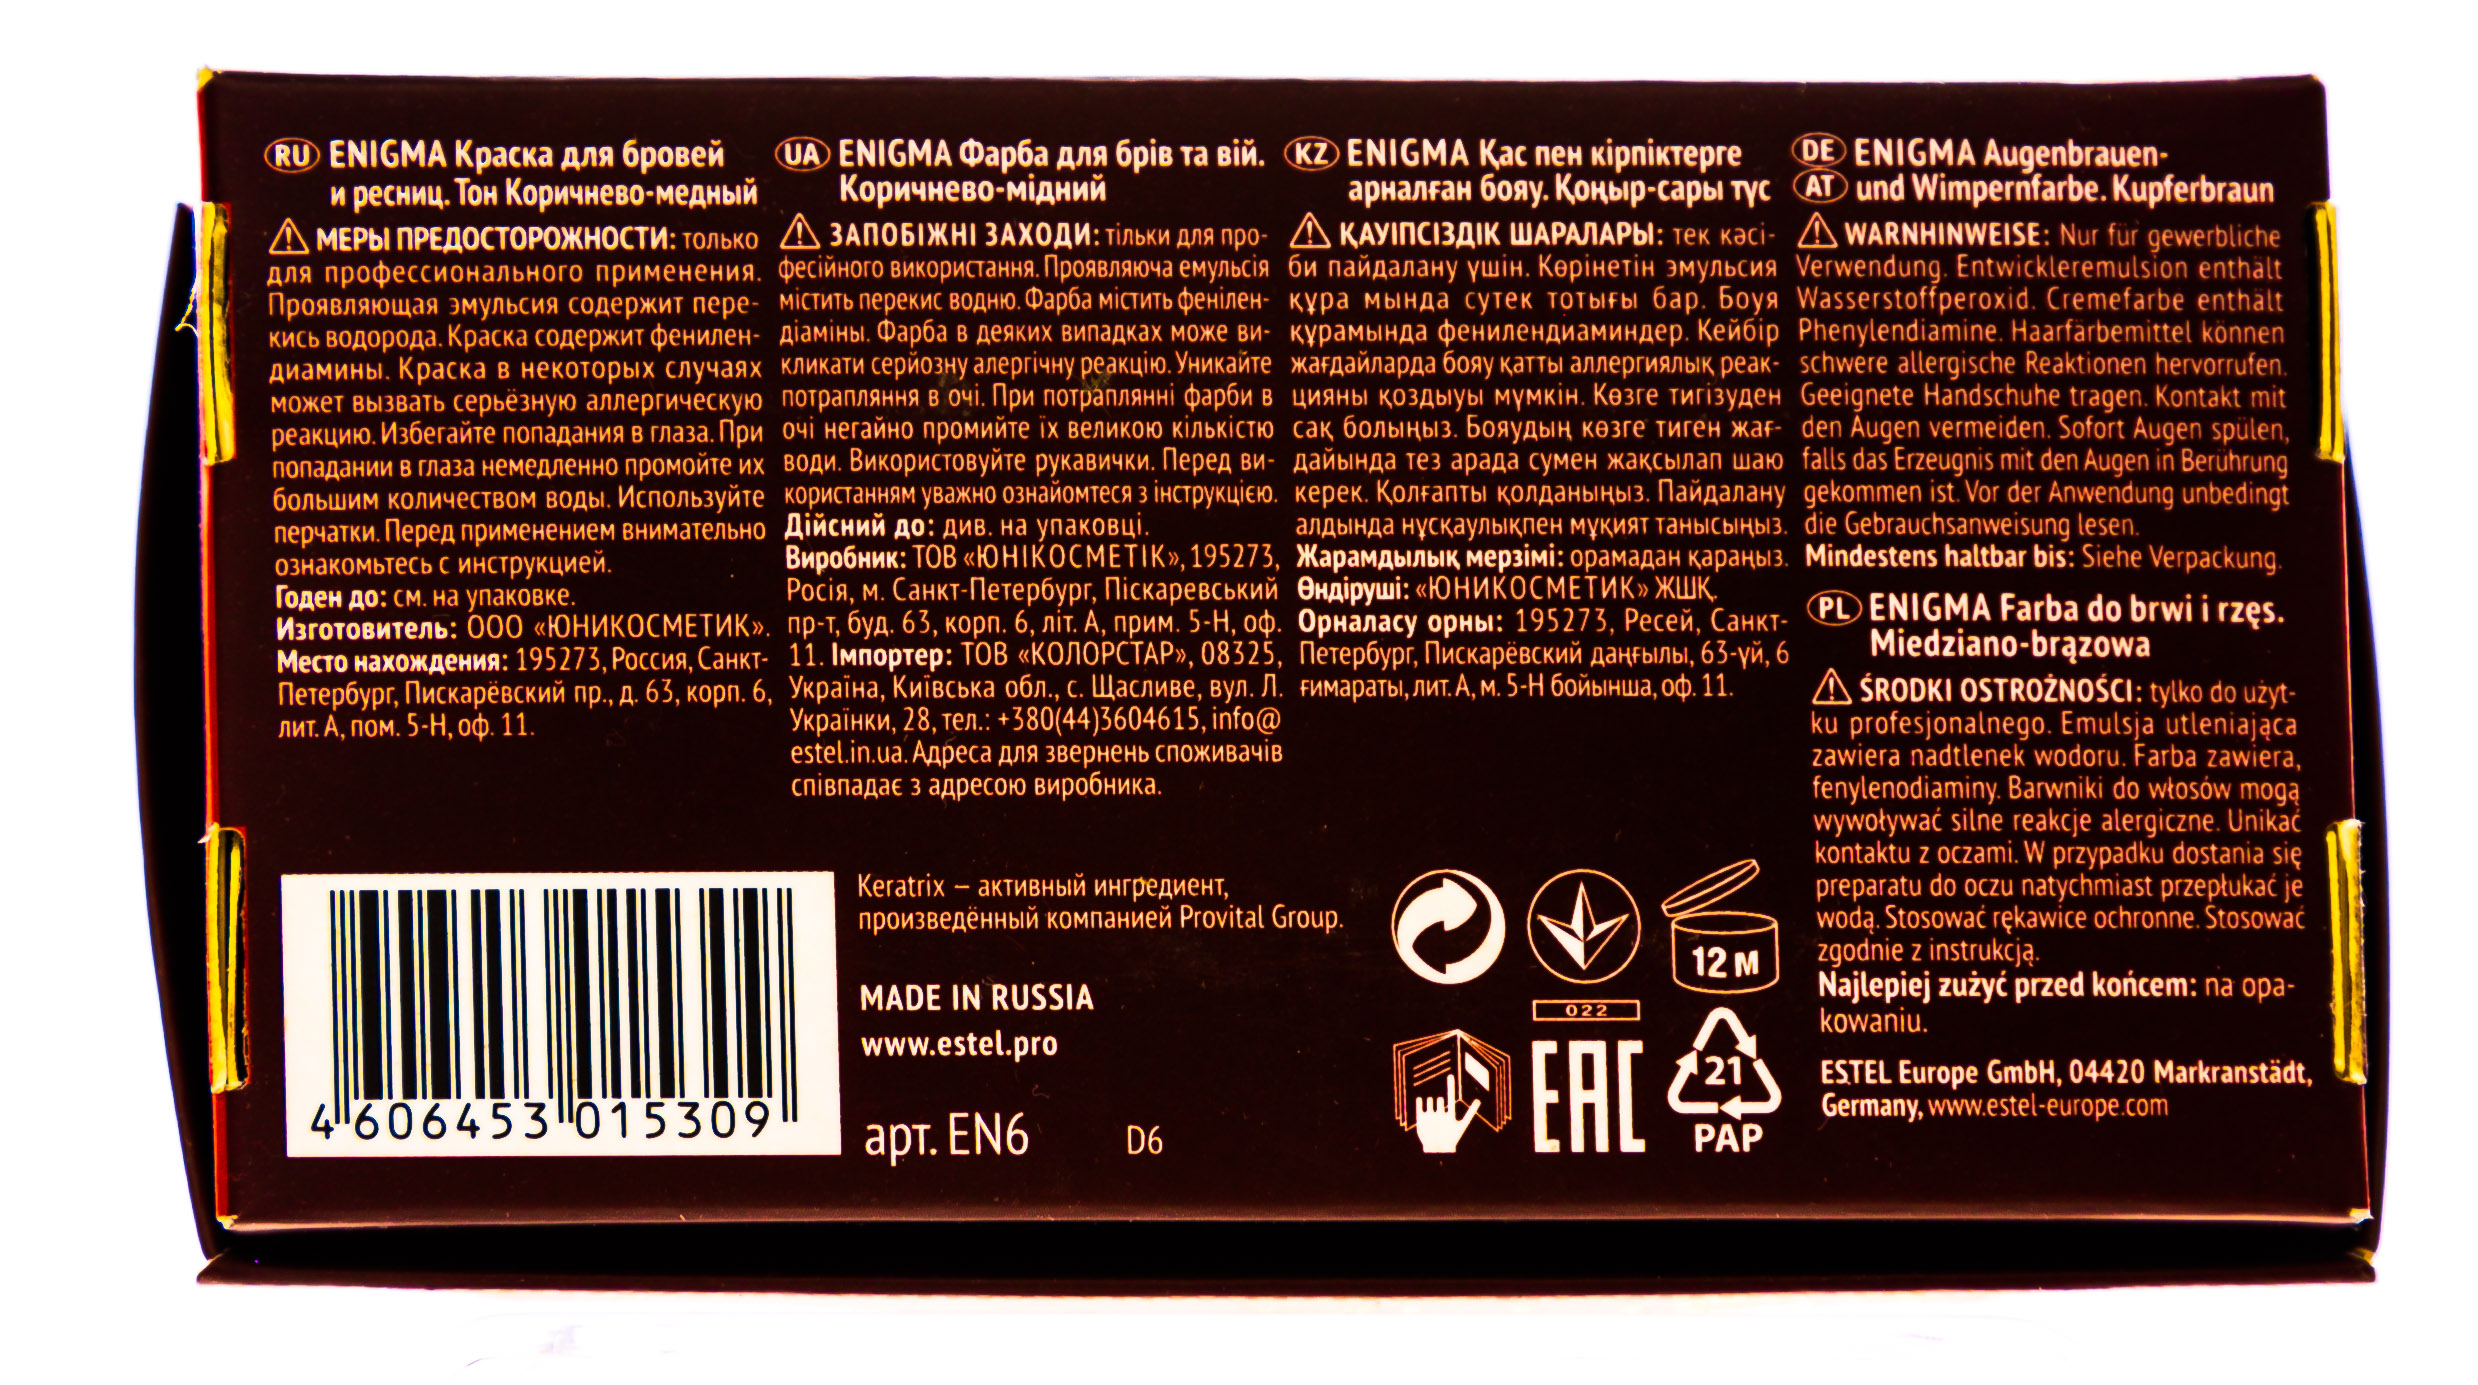 RU ENIGMA Краска для бровей
и ресниц. Тон Коричнево-медный
МЕРЫ ПРЕДОСТОРОЖНОСТИ: только
для профессионального применения.
Проявляющая эмульсия содержит пере-
кись водорода. Краска содержит фенилен-
диамины. Краска в некоторых случаях
может вызвать серьёзную аллергическую
реакцию. Избегайте попадания в глаза. При
попадании в глаза немедленно промойте их
большим количеством воды. Используйте
перчатки. Перед применением внимательно
ознакомьтесь с инструкцией.
Годен до: см. на упаковке.
Изготовитель: ООО «ЮНИКОСМЕТИК».
Место нахождения: 195273, Россия, Санкт-
Петербург, Пискарёвский пр., д. 63, корп. 6,
лит. А, пом. 5-Н, оф. 11.
UA ENIGMA Фарба для брів та вій.
Коричнево-мідний
ЗАПОБІЖНІ ЗАХОДИ: тільки для про-
фесійного використання. Проявляюча емульсія
містить перекис водню. Фарба містить фенілен-
діаміни. Фарба в деяких випадках може ви-
кликати серйозну алергічну реакцію. Уникайте
потрапляння в очі. При потраплянні фарби в
очі негайно промийте їх великою кількістю
води. Використовуйте рукавички. Перед ви-
користанням уважно ознайомтеся з інструкцією.
Дійсний до: див. на упаковці.
Виробник: ТОВ «ЮНІКОСМЕТІК», 195273,
Росія, м. Санкт-Петербург, Піскаревський
пр-т, буд. 63, корп. 6, літ. А, прим. 5-Н, оф.
11. Імпортер: ТОВ «КОЛОРСТАР», 08325,
Україна, Київська обл., с. Щасливе, вул. Л.
Українки, 28, тел.: +380(44)3604615, info@
estel.in.ua. Адреса для звернень споживачів
співпадає з адресою виробника.
KZ ENIGMA Қас пен кірпіктерге
арналған бояу. Қоңыр-сары түс
ҚАУІПСІЗДІК ШАРАЛАРЫ: тек кәсі-
би пайдалану үшін. Көрінетін эмульсия
құра мында сутек тотығы бар. Боуя
құрамында фенилендиаминдер. Кейбір
жағдайларда бояу қатты аллергиялық реак-
цияны қоздыуы мүмкін. Көзге тигізуден
сақ болыңыз. Бояудың көзге тиген жағ-
дайында тез арада сумен жақсылап шаю
керек. Қолғапты қолданыңыз. Пайдалану
алдында нұсқаулықпен мұқият танысыңыз.
Жарамдылық мерзімі: орамадан қараңыз.
Өндіруші: «ЮНИКОСМЕТИК» ЖШҚ.
Орналасу орны: 195273, Ресей, Санкт-
Петербург, Пискарёвский даңғылы, 63-үй, 6
ғимараты, лит. А, м. 5-Н бойынша, оф. 11.
DE ENIGMA Augenbrauen-
AT und Wimpernfarbe. Kupferbraun
WARNHINWEISE: Nur für gewerbliche
Verwendung. Entwickleremulsion enthält
Wasserstoffperoxid. Cremefarbe enthält
Phenylendiamine. Haarfärbemittel können
schwere allergische Reaktionen hervorrufen.
Geeignete Handschuhe tragen. Kontakt mit
den Augen vermeiden. Sofort Augen spülen,
falls das Erzeugnis mit den Augen in Berührung
gekommen ist. Vor der Anwendung unbedingt
die Gebrauchsanweisung lesen.
Mindestens haltbar bis: Siehe Verpackung.
PL ENIGMA Farba do brwi i rzęs.
Miedziano-brązowa
ŚRODKI OSTROŻNOŚCI: tylko do użyt-
ku profesjonalnego. Emulsja utleniająca
zawiera nadtlenek wodoru. Farba zawiera,
fenylenodiaminy. Barwniki do włosów mogą
wywoływać silne reakcje alergiczne. Unikać
kontaktu z oczami. W przypadku dostania się
preparatu do oczu natychmiast przepłukać je
wodą. Stosować rękawice ochronne. Stosować
zgodnie z instrukcją.
Najlepiej zużyć przed końcem: na opa-
kowaniu.
ESTEL Europe GmbH, 04420 Markranstädt,
Germany, www.estel-europe.com
4 606453 015309
Keratrix – активный ингредиент,
произведённый компанией Provital Group.
MADE IN RUSSIA
www.estel.pro
арт. EN6 D6
12 M
022
EAC
21
PAP